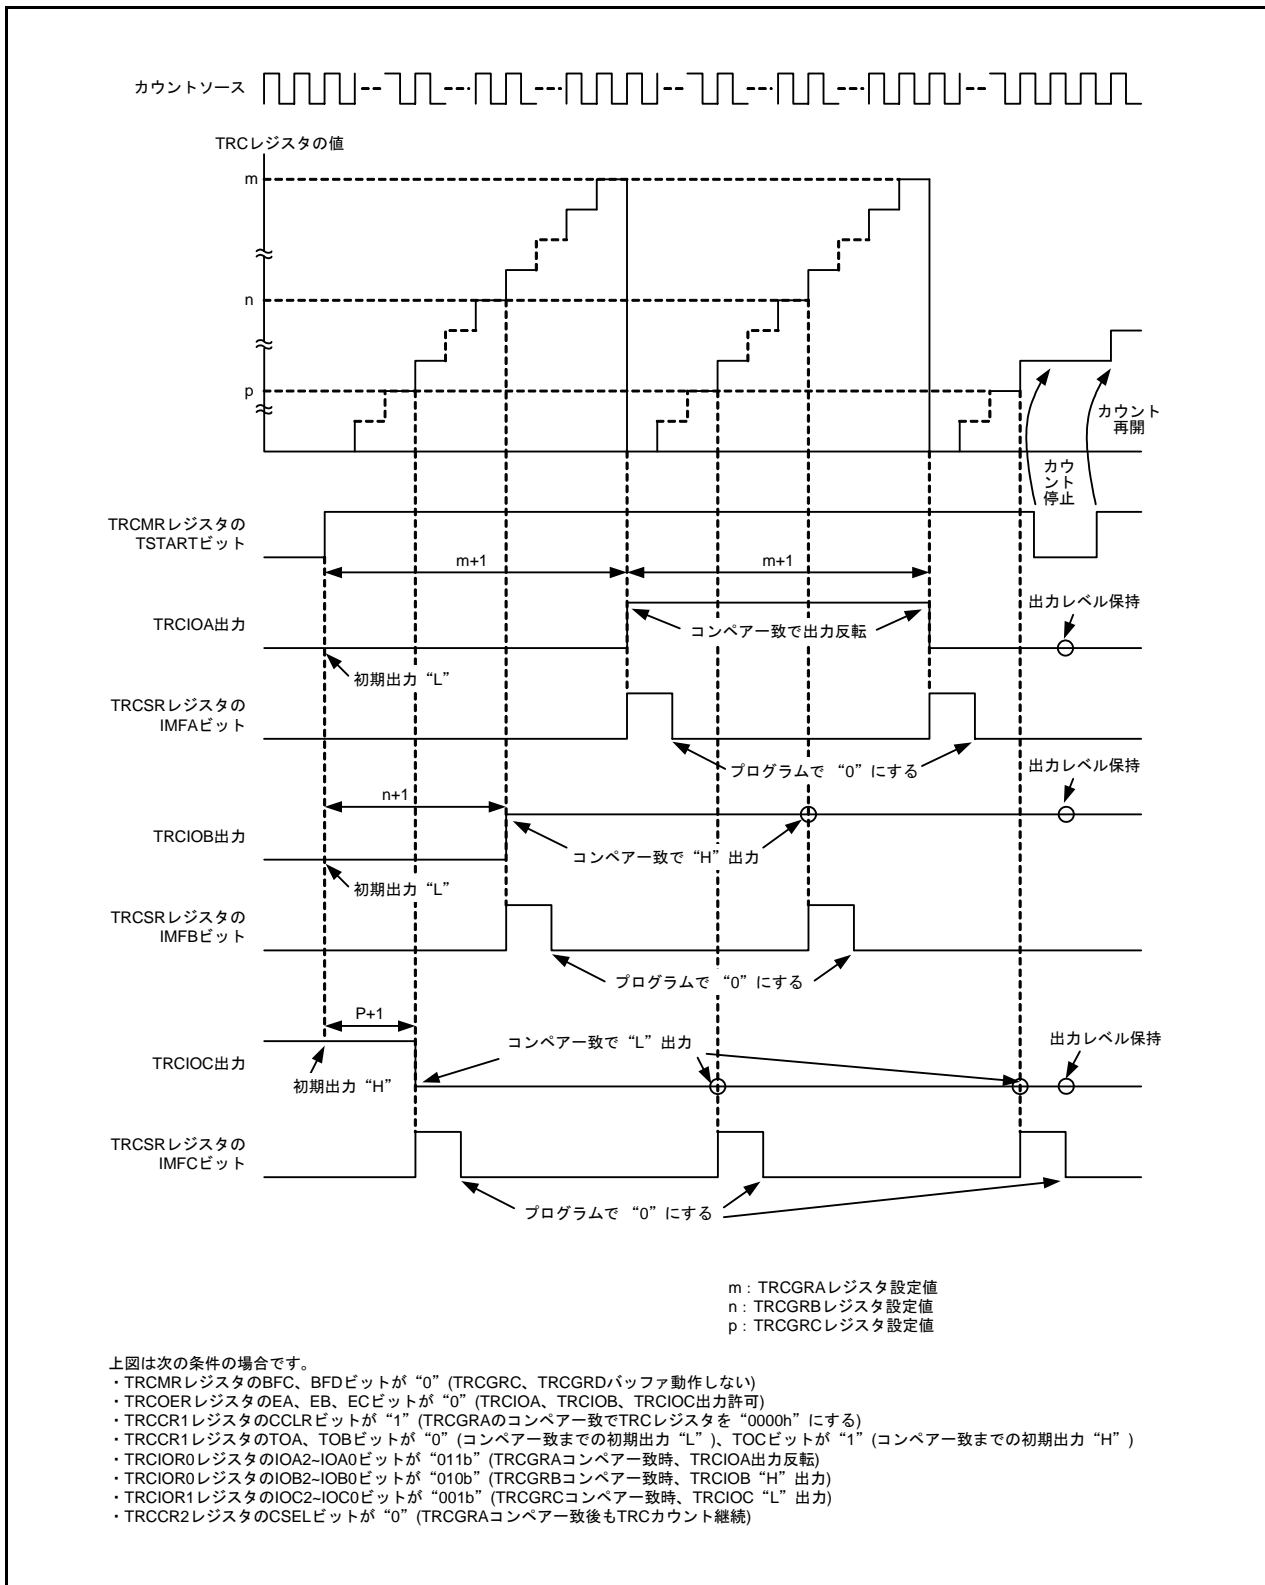 カウントソース
TRCレジスタの値
m
n
p
カウント
再開
カウ
ント
停止
TRCMRレジスタの
TSTARTビット
m+1
m+1
TRCIOA出力
コンペア一致で出力反転
出力レベル保持
初期出力“L”
TRCSRレジスタの
IMFAビット
プログラムで “0”にする
出力レベル保持
n+1
TRCIOB出力
コンペア一致で“H”出力
初期出力“L”
TRCSRレジスタの
IMFBビット
プログラムで “0”にする
P+1
コンペア一致で“L”出力
出力レベル保持
TRCIOC出力
初期出力“H”
TRCSRレジスタの
IMFCビット
プログラムで “0”にする
m : TRCGRAレジスタ設定値
n : TRCGRBレジスタ設定値
p : TRCGRCレジスタ設定値
上図は次の条件の場合です。
・TRCMRレジスタのBFC、BFDビットが“0”(TRCGRC、TRCGRDバッファ動作しない)
・TRCOERレジスタのEA、EB、ECビットが“0”(TRCIOA、TRCIOB、TRCIOC出力許可)
・TRCCR1レジスタのCCLRビットが“1”(TRCGRAのコンペア一致でTRCレジスタを“0000h”にする)
・TRCCR1レジスタのTOA、TOBビットが“0”(コンペア一致までの初期出力“L”)、TOCビットが“1”(コンペア一致までの初期出力“H”)
・TRCIOR0レジスタのIOA2~IOA0ビットが“011b”(TRCGRAコンペア一致時、TRCIOA出力反転)
・TRCIOR0レジスタのIOB2~IOB0ビットが“010b”(TRCGRBコンペア一致時、TRCIOB“H”出力)
・TRCIOR1レジスタのIOC2~IOC0ビットが“001b”(TRCGRCコンペア一致時、TRCIOC“L”出力)
・TRCCR2レジスタのCSELビットが“0”(TRCGRAコンペア一致後もTRCカウント継続)